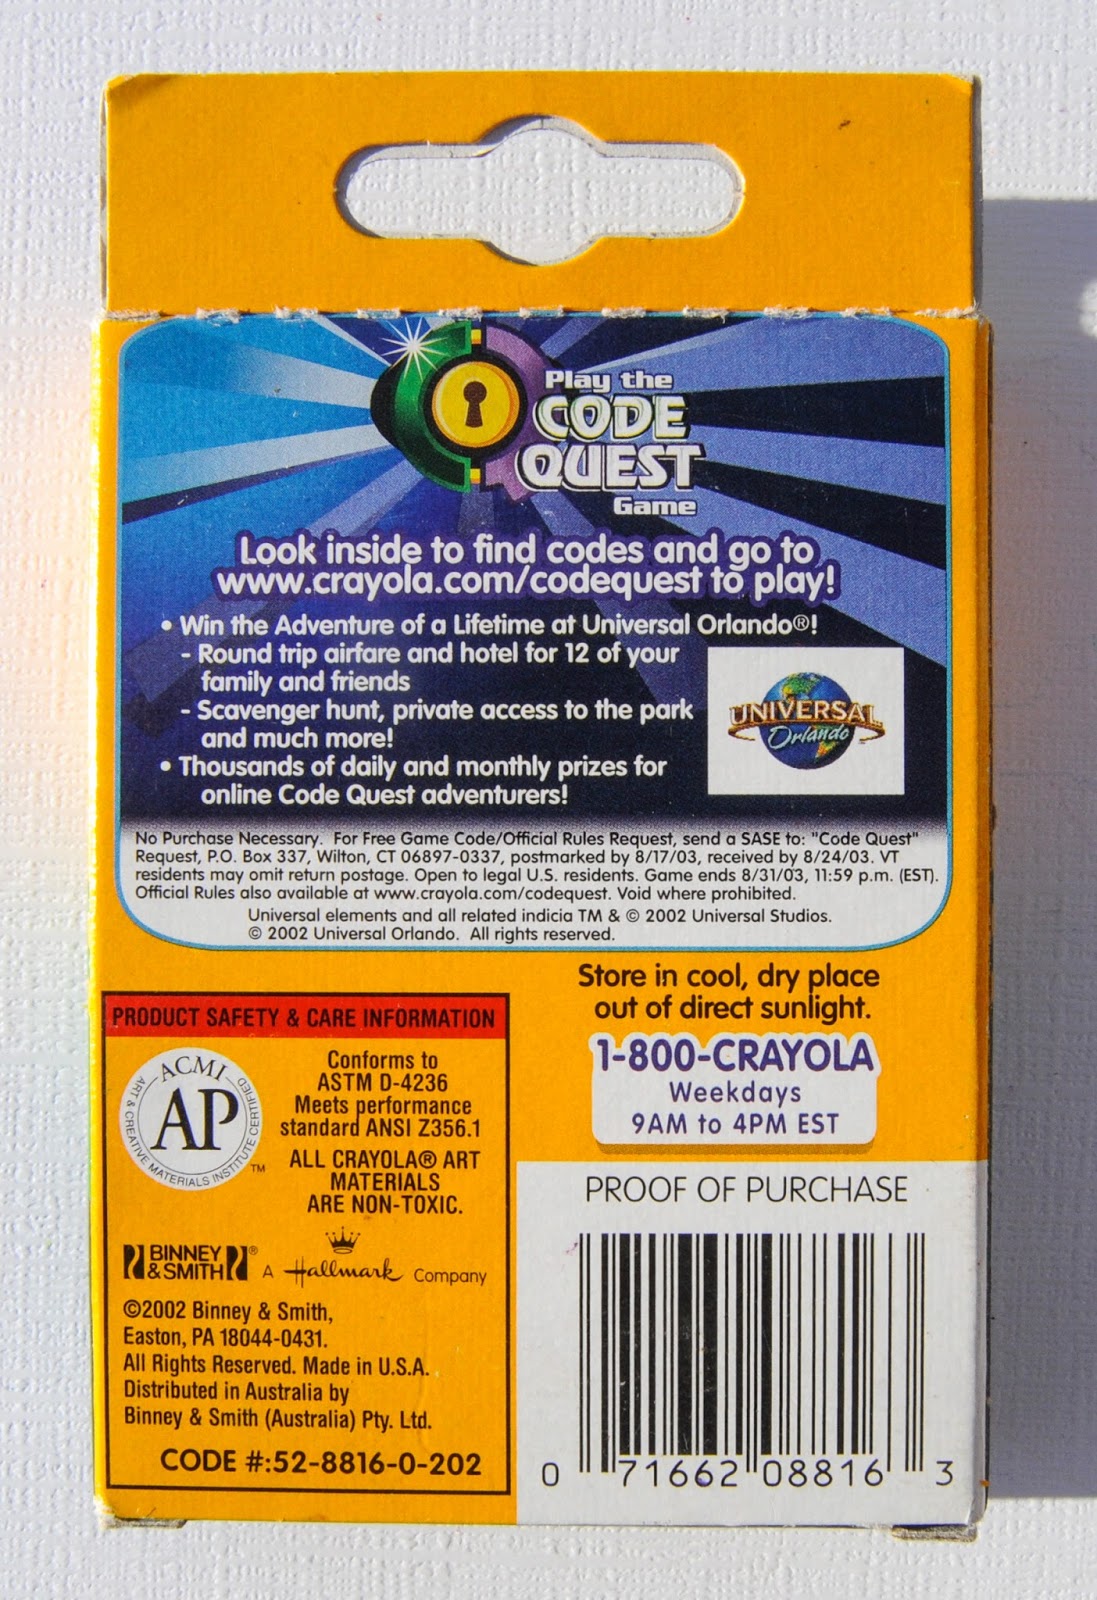 Play the
CODE
QUEST
Game
Look inside to find codes and go to
www.crayola.com/codequest to play!
• Win the Adventure of a Lifetime at Universal Orlando®!
- Round trip airfare and hotel for 12 of your
family and friends
- Scavenger hunt, private access to the park
and much more!
• Thousands of daily and monthly prizes for
online Code Quest adventurers!
UNIVERSAL
Orlando
No Purchase Necessary. For Free Game Code/Official Rules Request, send a SASE to: "Code Quest"
Request, P.O. Box 337, Wilton, CT 06897-0337, postmarked by 8/17/03, received by 8/24/03. VT
residents may omit return postage. Open to legal U.S. residents. Game ends 8/31/03, 11:59 p.m. (EST).
Official Rules also available at www.crayola.com/codequest. Void where prohibited.
Universal elements and all related indicia TM & © 2002 Universal Studios.
© 2002 Universal Orlando. All rights reserved.
PRODUCT SAFETY & CARE INFORMATION
ACMI
AP
ART & CREATIVE MATERIALS INSTITUTE CERTIFIED
TM
Conforms to
ASTM D-4236
Meets performance
standard ANSI Z356.1
ALL CRAYOLA® ART
MATERIALS
ARE NON-TOXIC.
BINNEY
& SMITH® A Hallmark Company
©2002 Binney & Smith,
Easton, PA 18044-0431.
All Rights Reserved. Made in U.S.A.
Distributed in Australia by
Binney & Smith (Australia) Pty. Ltd.
CODE #:52-8816-0-202
Store in cool, dry place
out of direct sunlight.
1-800-CRAYOLA
Weekdays
9AM to 4PM EST
PROOF OF PURCHASE
0 71662 08816 3